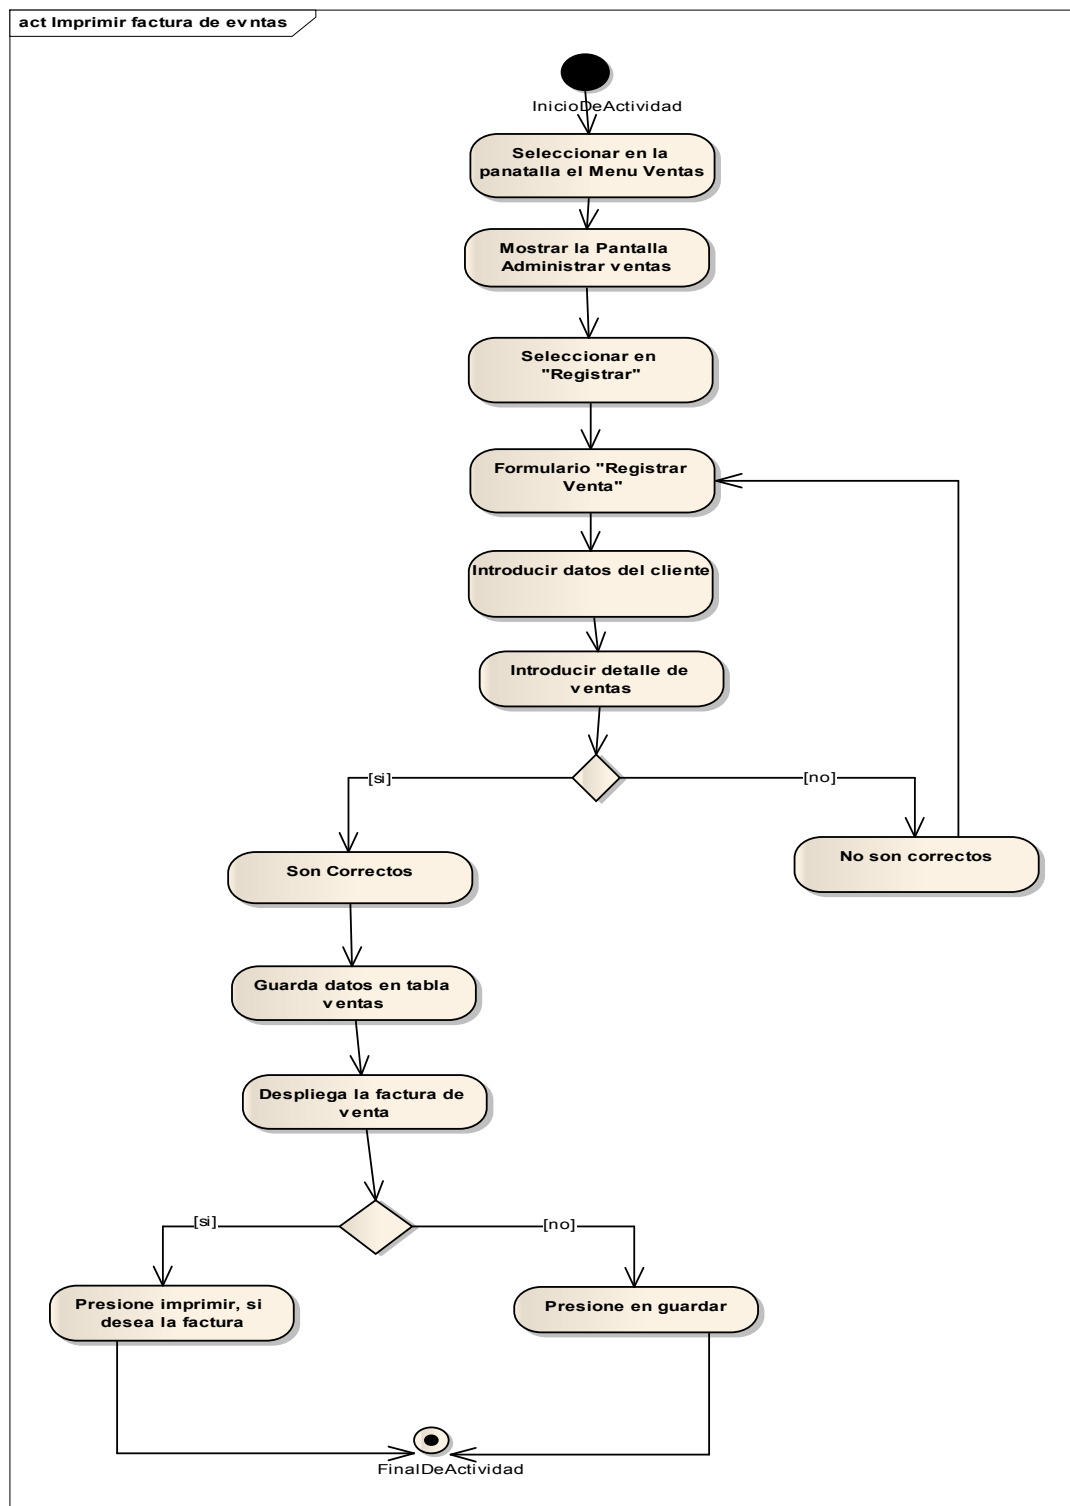 act Imprimir factura de evntas
InicioDeActividad
Seleccionar en la
panatalla el Menu Ventas
Mostrar la Pantalla
Administrar ventas
Seleccionar en
"Registrar"
Formulario "Registrar
Venta"
Introducir datos del cliente
Introducir detalle de
ventas
[si]
[no]
Son Correctos
No son correctos
Guarda datos en tabla
ventas
Despliega la factura de
venta
[si]
[no]
Presione imprimir, si
desea la factura
Presione en guardar
FinalDeActividad